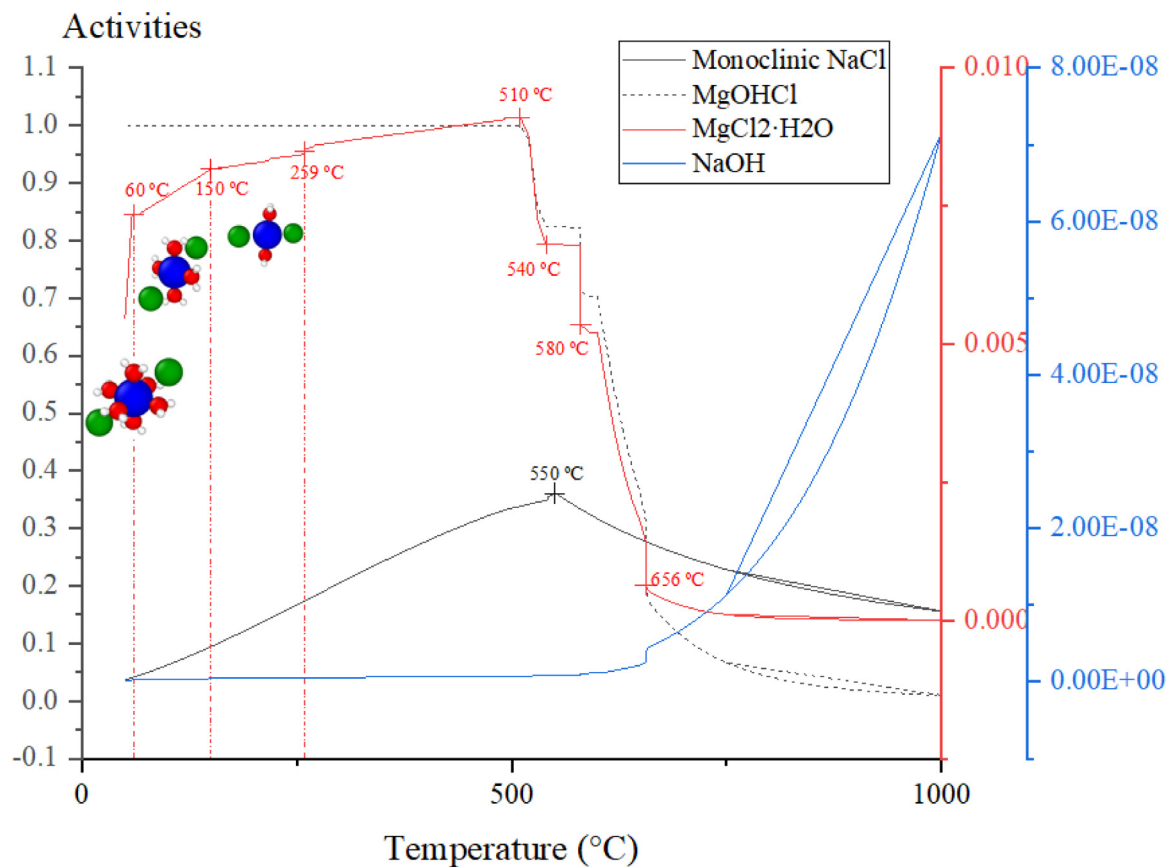 Activities
Monoclinic NaCl
MgOHCl
MgCl2·H2O
NaOH
1.1
1.0
0.9
0.8
0.7
0.6
0.5
0.4
0.3
0.2
0.1
0.0
-0.1
60 ºC
150 ºC
259 ºC
510 ºC
540 ºC
580 ºC
550 ºC
656 ºC
0.010
0.005
0.000
8.00E-08
6.00E-08
4.00E-08
2.00E-08
0.00E+00
0
500
1000
Temperature (°C)